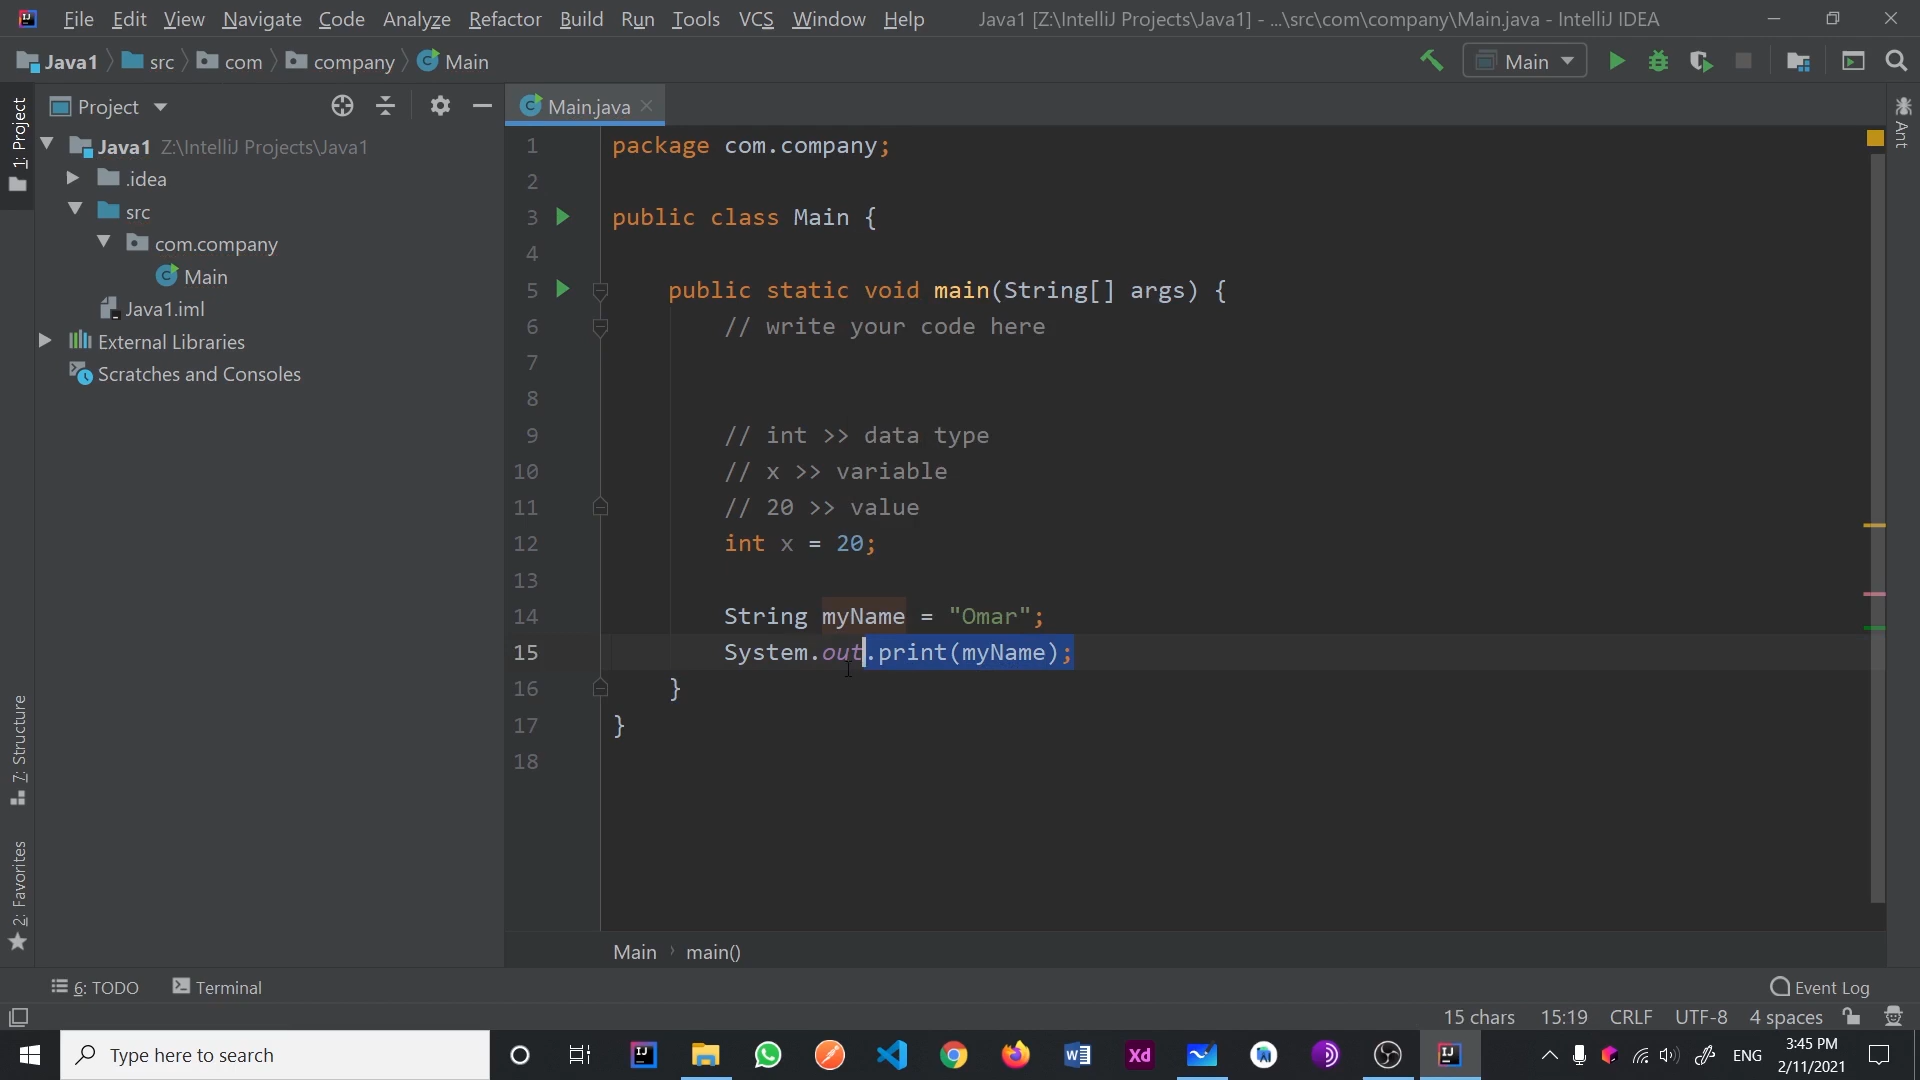 File Edit View Navigate Code Analyze Refactor Build Run Tools VCS Window Help Java1 [Z:\IntelliJ Projects\Java1] - ...\src\com\company\Main.java - IntelliJ IDEA
Java1 src com company Main Main
1: Project
Project
Java1 Z:\IntelliJ Projects\Java1
.idea
src
com.company
Main
Java1.iml
External Libraries
Scratches and Consoles
7: Structure
2: Favorites
Main.java
1 package com.company;
2
3 public class Main {
4
5 public static void main(String[] args) {
6 // write your code here
7
8
9 // int >> data type
10 // x >> variable
11 // 20 >> value
12 int x = 20;
13
14 String myName = "Omar";
15 System.out.print(myName);
16 }
17 }
18
Main main()
Ant
6: TODO Terminal Event Log
15 chars 15:19 CRLF UTF-8 4 spaces
Type here to search
ENG
3:45 PM
2/11/2021